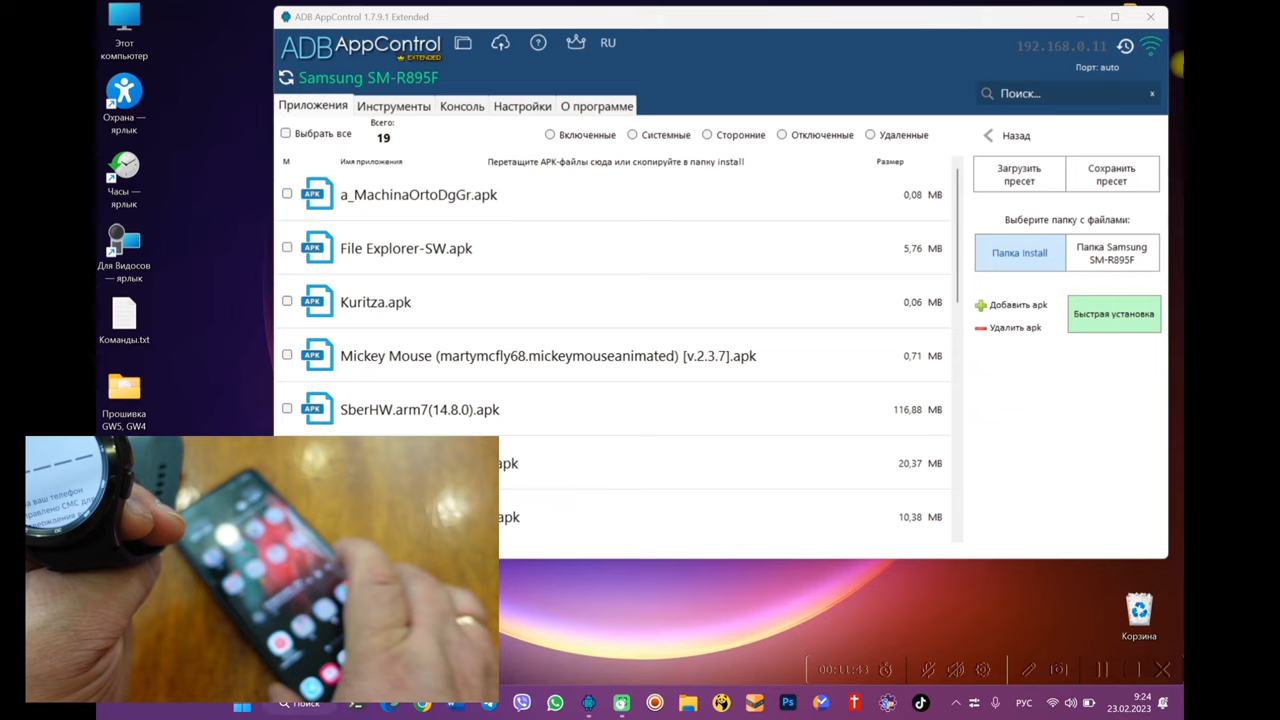 Этот
компьютер
Охрана —
ярлык
Часы —
ярлык
Для Видосов
— ярлык
Команды.txt
Прошивка
GW5, GW4
ADB AppControl 1.7.9.1 Extended
ADB AppControl
EXTENDED
RU
192.168.0.11
Порт: auto
Samsung SM-R895F
Поиск...
x
Приложения
Инструменты
Консоль
Настройки
О программе
Выбрать все
Всего:
19
Включенные
Системные
Сторонние
Отключенные
Удаленные
М
Имя приложения
Перетащите APK-файлы сюда или скопируйте в папку install
Размер
APK
a_MachinaOrtoDgGr.apk
0,08 MB
APK
File Explorer-SW.apk
5,76 MB
APK
Kuritza.apk
0,06 MB
APK
Mickey Mouse (martymcfly68.mickeymouseanimated) [v.2.3.7].apk
0,71 MB
APK
SberHW.arm7(14.8.0).apk
116,88 MB
pk
20,37 MB
apk
10,38 MB
Назад
Загрузить
пресет
Сохранить
пресет
Выберите папку с файлами:
Папка Install
Папка Samsung
SM-R895F
Добавить apk
Удалить apk
Быстрая установка
ваш телефон
СМС для
Корзина
00:11:43
Поиск
РУС
9:24
23.02.2023